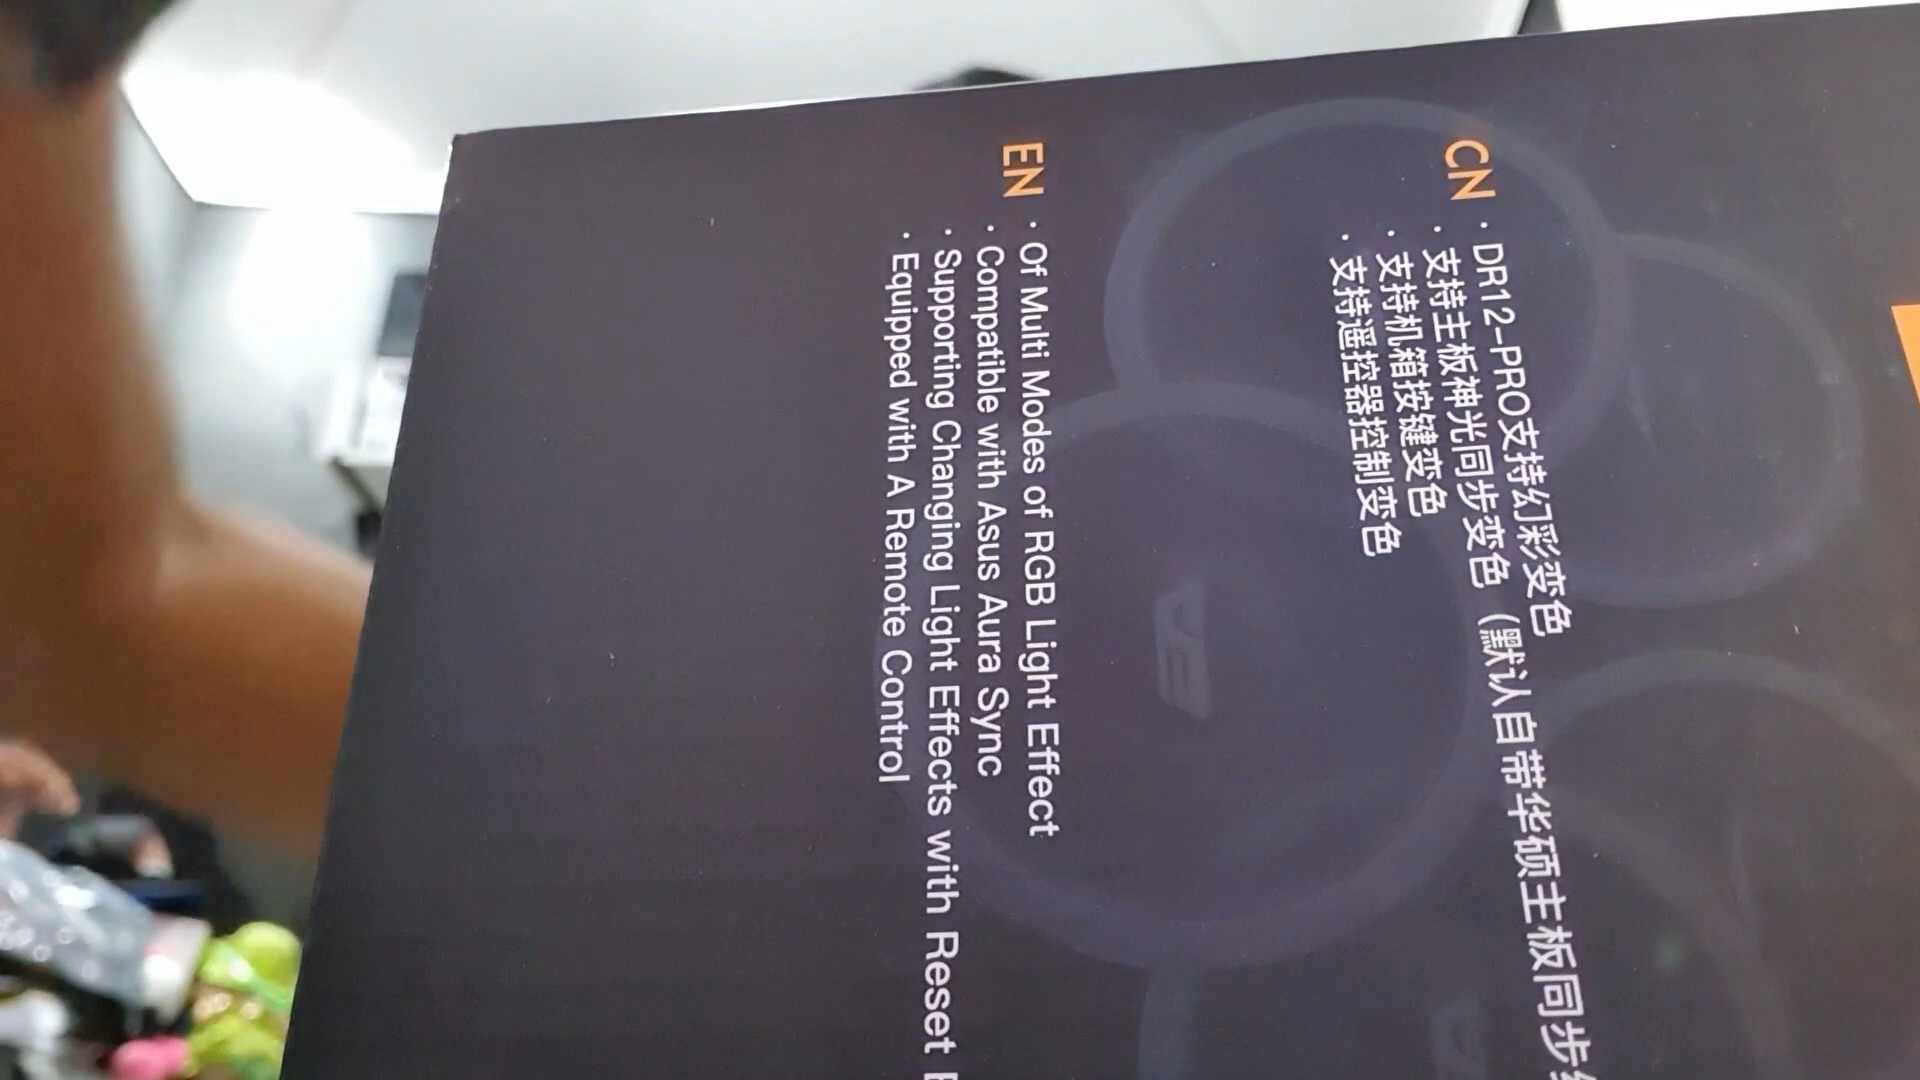 CN
· DR12-PRO支持幻彩变色
· 支持主板神光同步变色（默认自带华硕主板同步
· 支持机箱按键变色
· 支持遥控器控制变色
EN
· Of Multi Modes of RGB Light Effect
· Compatible with Asus Aura Sync
· Supporting Changing Light Effects with Reset
· Equipped with A Remote Control